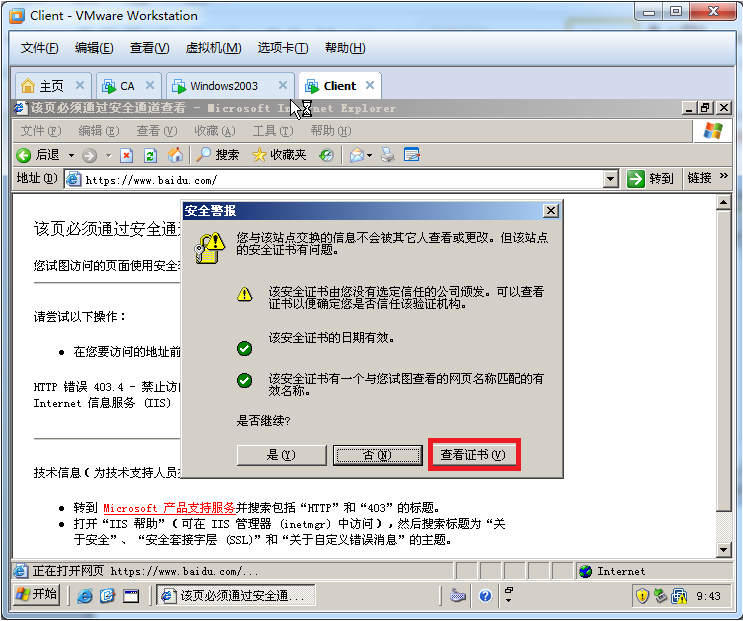 Client - VMware Workstation
文件(F) 编辑(E) 查看(V) 虚拟机(M) 选项卡(T) 帮助(H)
主页 CA Windows2003 Client
该页必须通过安全通道查看 - Microsoft Internet Explorer
文件(F) 编辑(E) 查看(V) 收藏(A) 工具(T) 帮助(H)
后退 搜索 收藏夹
地址(D) https://www.baidu.com/ 转到 链接 »
该页必须通过安全通
您试图访问的页面使用安全
请尝试以下操作：
在您要访问的地址前
HTTP 错误 403.4 - 禁止访
Internet 信息服务 (IIS)
技术信息(为技术支持人员
安全警报
您与该站点交换的信息不会被其它人查看或更改。但该站点
的安全证书有问题。
该安全证书由您没有选定信任的公司颁发。可以查看
证书以便确定您是否信任该验证机构。
该安全证书的日期有效。
该安全证书有一个与您试图查看的网页名称匹配的有
效名称。
是否继续?
是(Y) 否(N) 查看证书(V)
转到 Microsoft 产品支持服务并搜索包括“HTTP”和“403”的标题。
打开“IIS 帮助”(可在 IIS 管理器 (inetmgr) 中访问)，然后搜索标题为“关
于安全”、“安全套接字层 (SSL)”和“关于自定义错误消息”的主题。
正在打开网页 https://www.baidu.com/... Internet
开始 该页必须通过安全通... 9:43